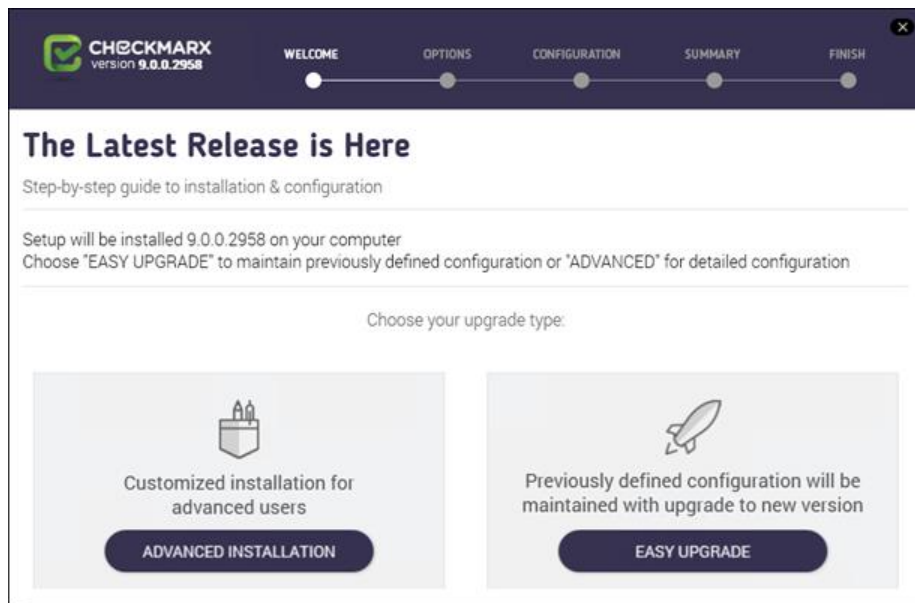 CHECKMARX
version 9.0.0.2958
WELCOME
OPTIONS
CONFIGURATION
SUMMARY
FINISH
The Latest Release is Here
Step-by-step guide to installation & configuration
Setup will be installed 9.0.0.2958 on your computer
Choose "EASY UPGRADE" to maintain previously defined configuration or "ADVANCED" for detailed configuration
Choose your upgrade type:
Customized installation for
advanced users
ADVANCED INSTALLATION
Previously defined configuration will be
maintained with upgrade to new version
EASY UPGRADE